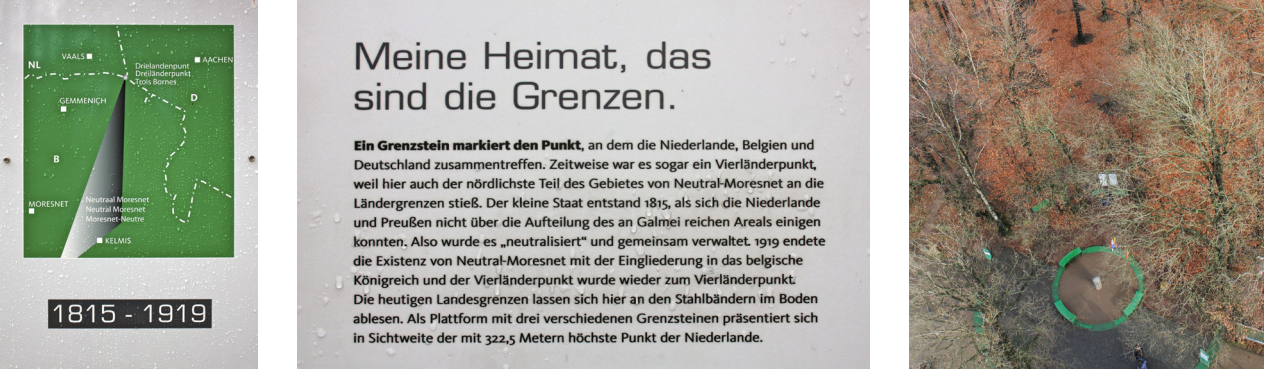 VAALS
AACHEN
NL
Drielandenpunt
Dreiländerpunkt
Trois Bornes
D
GEMMENICH
B
Neutraal Moresnet
Neutral Moresnet
Moresnet-Neutre
MORESNET
KELMIS
1815 - 1919
Meine Heimat, das
sind die Grenzen.
Ein Grenzstein markiert den Punkt, an dem die Niederlande, Belgien und
Deutschland zusammentreffen. Zeitweise war es sogar ein Vierländerpunkt,
weil hier auch der nördlichste Teil des Gebietes von Neutral-Moresnet an die
Ländergrenzen stieß. Der kleine Staat entstand 1815, als sich die Niederlande
und Preußen nicht über die Aufteilung des an Galmei reichen Areals einigen
konnten. Also wurde es „neutralisiert“ und gemeinsam verwaltet. 1919 endete
die Existenz von Neutral-Moresnet mit der Eingliederung in das belgische
Königreich und der Vierländerpunkt wurde wieder zum Vierländerpunkt.
Die heutigen Landesgrenzen lassen sich hier an den Stahlbändern im Boden
ablesen. Als Plattform mit drei verschiedenen Grenzsteinen präsentiert sich
in Sichtweite der mit 322,5 Metern höchste Punkt der Niederlande.